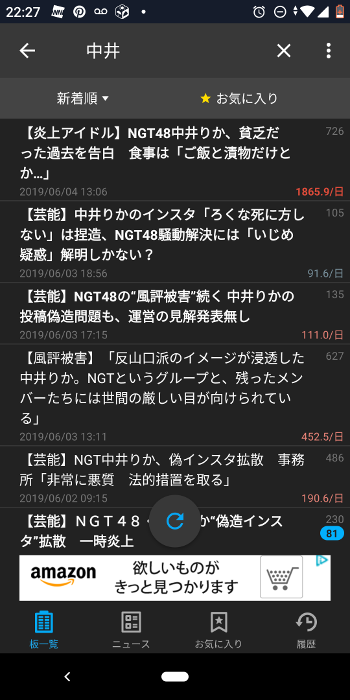 22:27
中井
新着順
お気に入り
【炎上アイドル】NGT48中井りか、貧乏だ
った過去を告白　食事は「ご飯と漬物だけと
か…」
726
2019/06/04 13:06
1865.9/日
【芸能】中井りかのインスタ「ろくな死に方し
ない」は捏造、NGT48騒動解決には「いじめ
疑惑」解明しかない？
105
2019/06/03 18:56
91.6/日
【芸能】NGT48の“風評被害”続く 中井りかの
投稿偽造問題も、運営の見解発表無し
135
2019/06/03 17:15
111.0/日
【風評被害】「反山口派のイメージが浸透した
中井りか。NGTというグループと、残ったメン
バーたちには世間の厳しい目が向けられてい
る」
627
2019/06/03 13:11
452.5/日
【芸能】NGT中井りか、偽インスタ拡散　事務
所「非常に悪質　法的措置を取る」
486
2019/06/02 09:15
190.6/日
【芸能】ＮＧＴ４８・ か“偽造インス
タ”拡散　一時炎上
230
81
amazon
欲しいものが
きっと見つかります
板一覧
ニュース
お気に入り
履歴